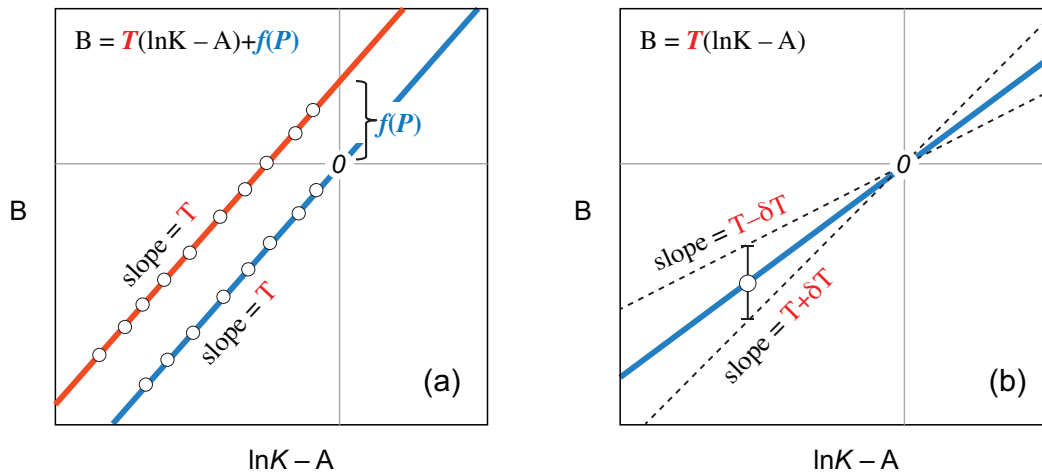 B = T(lnK – A)+f(P)
f(P)
0
B
slope = T
slope = T
(a)
lnK – A
B = T(lnK – A)
0
B
slope = T–δT
slope = T+δT
(b)
lnK – A